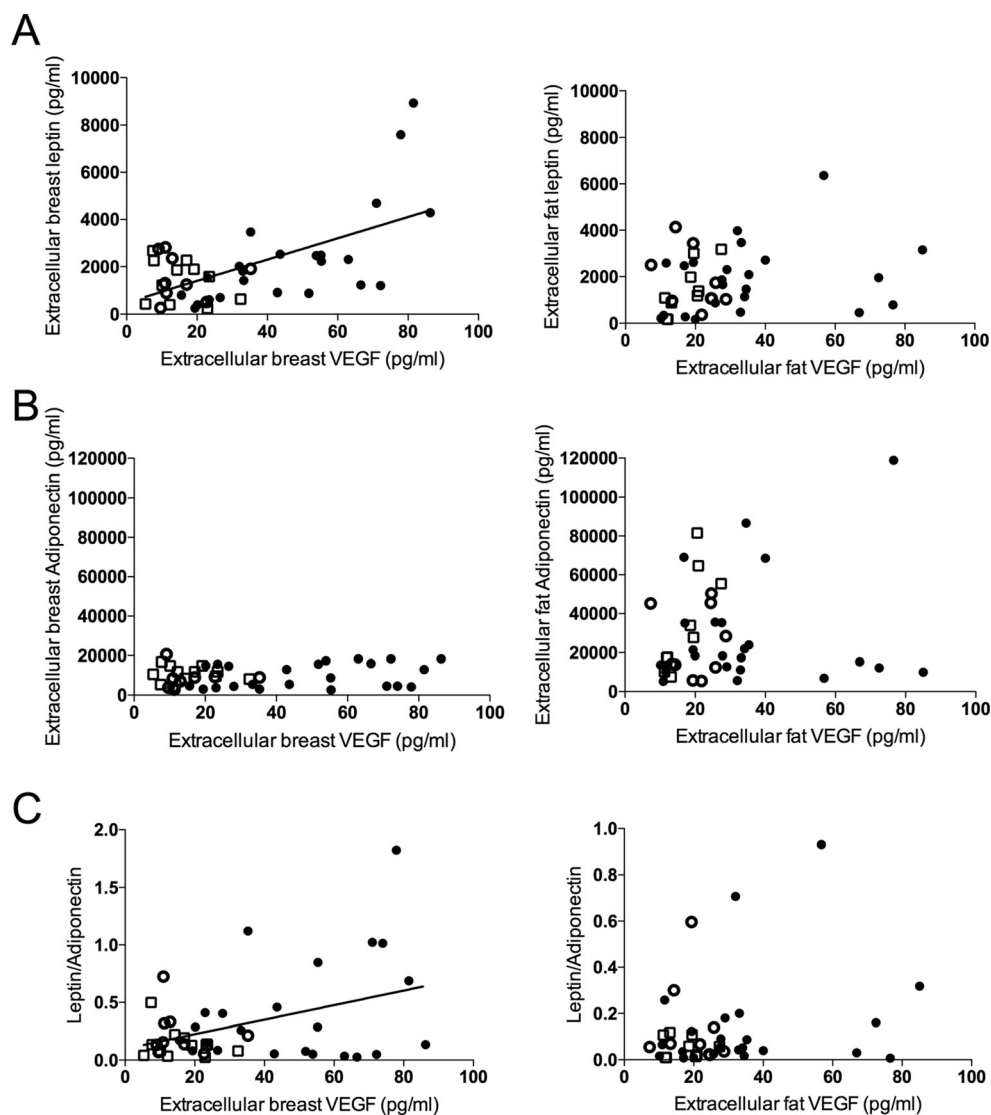 A
Extracellular breast leptin (pg/ml)
10000
8000
6000
4000
2000
0
0 20 40 60 80 100
Extracellular breast VEGF (pg/ml)
Extracellular fat leptin (pg/ml)
10000
8000
6000
4000
2000
0
0 20 40 60 80 100
Extracellular fat VEGF (pg/ml)
B
Extracellular breast Adiponectin (pg/ml)
120000
100000
80000
60000
40000
20000
0
0 20 40 60 80 100
Extracellular breast VEGF (pg/ml)
Extracellular fat Adiponectin (pg/ml)
120000
100000
80000
60000
40000
20000
0
0 20 40 60 80 100
Extracellular fat VEGF (pg/ml)
C
Leptin/Adiponectin
2.0
1.5
1.0
0.5
0.0
0 20 40 60 80 100
Extracellular breast VEGF (pg/ml)
Leptin/Adiponectin
1.0
0.8
0.6
0.4
0.2
0.0
0 20 40 60 80 100
Extracellular fat VEGF (pg/ml)